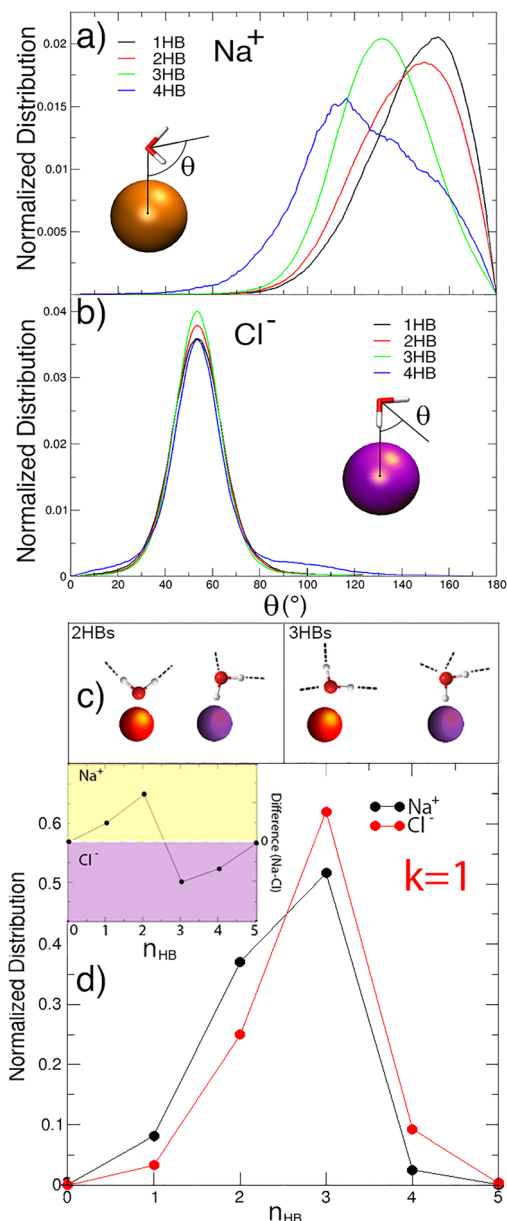 a)
Na+
1HB
2HB
3HB
4HB
θ
Normalized Distribution
0.02
0.015
0.01
0.005
b)
Cl-
1HB
2HB
3HB
4HB
θ
Normalized Distribution
0.04
0.03
0.02
0.01
0
0 20 40 60 80 100 120 140 160 180
θ(°)
2HBs
3HBs
c)
Na+
Cl-
0
Difference (Na-Cl)
0 1 2 3 4 5
nHB
Na+
Cl-
k=1
d)
Normalized Distribution
0.6
0.5
0.4
0.3
0.2
0.1
0
0 1 2 3 4 5
nHB